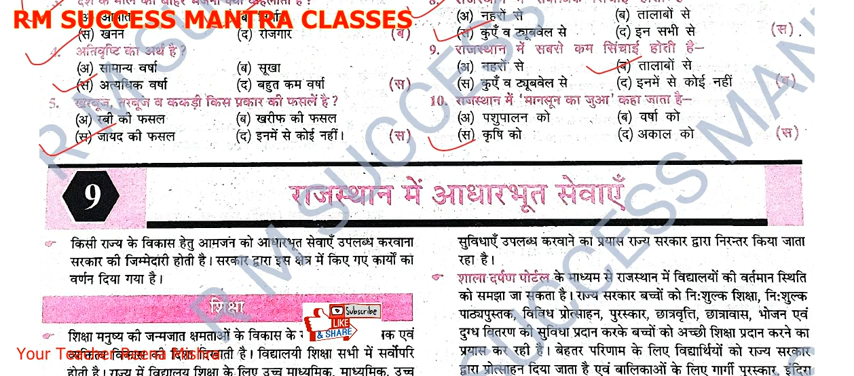 RM SUCCESS MANTRA CLASSES
(स) खनन (द) रोजगार (ब)
4. अतिवृष्टि का अर्थ है ?
(अ) सामान्य वर्षा (ब) सूखा
(स) अत्यधिक वर्षा (द) बहुत कम वर्षा (स)
5. खरबूज, तरबूज व ककड़ी किस प्रकार की फसलें है ?
(अ) रबी की फसल (ब) खरीफ की फसल
(स) जायद की फसल (द) इनमें से कोई नहीं। (स)
(अ) नहरों से (ब) तालाबों से
(स) कुएँ व ट्यूबवेल से (द) इन सभी से (स)
9. राजस्थान में सबसे कम सिंचाई होती है–
(अ) नहरों से (ब) तालाबों से
(स) कुएँ व ट्यूबवेल से (द) इनमें से कोई नहीं (ब)
10. राजस्थान में 'मानसून का जुआ' कहा जाता है–
(अ) पशुपालन को (ब) वर्षा को
(स) कृषि को (द) अकाल को (स)
9 राजस्थान में आधारभूत सेवाएँ
किसी राज्य के विकास हेतु आमजन को आधारभूत सेवाएँ उपलब्ध करवाना
सरकार की जिम्मेदारी होती है। सरकार द्वारा इस क्षेत्र में किए गए कार्यों का
वर्णन दिया गया है।
शिक्षा
Subscribe
LIKE
& SHARE
शिक्षा मनुष्य की जन्मजात क्षमताओं के विकास के एवं
Your Teacher
विकास की दिशा दिखाती है। विद्यालयी शिक्षा सभी में सर्वोपरि
होती है। राज्य में विद्यालय शिक्षा के लिए उच्च माध्यमिक, माध्यमिक, उच्च
सुविधाएँ उपलब्ध करवाने का प्रयास राज्य सरकार द्वारा निरन्तर किया जाता
रहा है।
शाला दर्पण पोर्टल के माध्यम से राजस्थान में विद्यालयों की वर्तमान स्थिति
को समझा जा सकता है। राज्य सरकार बच्चों को नि:शुल्क शिक्षा, नि:शुल्क
पाठ्यपुस्तक, विविध प्रोत्साहन, पुरस्कार, छात्रवृत्ति, छात्रावास, भोजन एवं
दुग्ध वितरण की सुविधा प्रदान करके बच्चों को अच्छी शिक्षा प्रदान करने का
प्रयास कर रही है। बेहतर परिणाम के लिए विद्यार्थियों को राज्य सरकार
द्वारा प्रोत्साहन दिया जाता है एवं बालिकाओं के लिए गार्गी पुरस्कार, इंदिरा
R M SUCCESS MAN